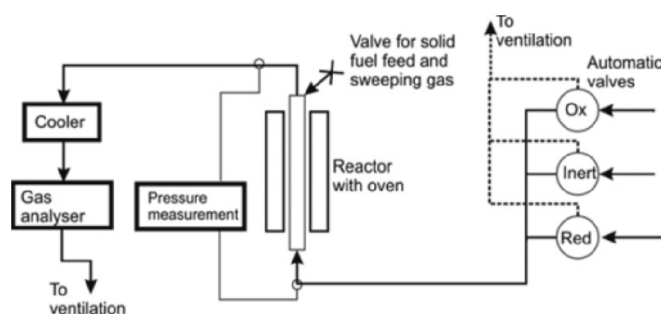 To
ventilation
Valve for solid
fuel feed and
sweeping gas
Automatic
valves
Cooler
Ox
Reactor
with oven
Inert
Gas
analyser
Pressure
measurement
Red
To
ventilation